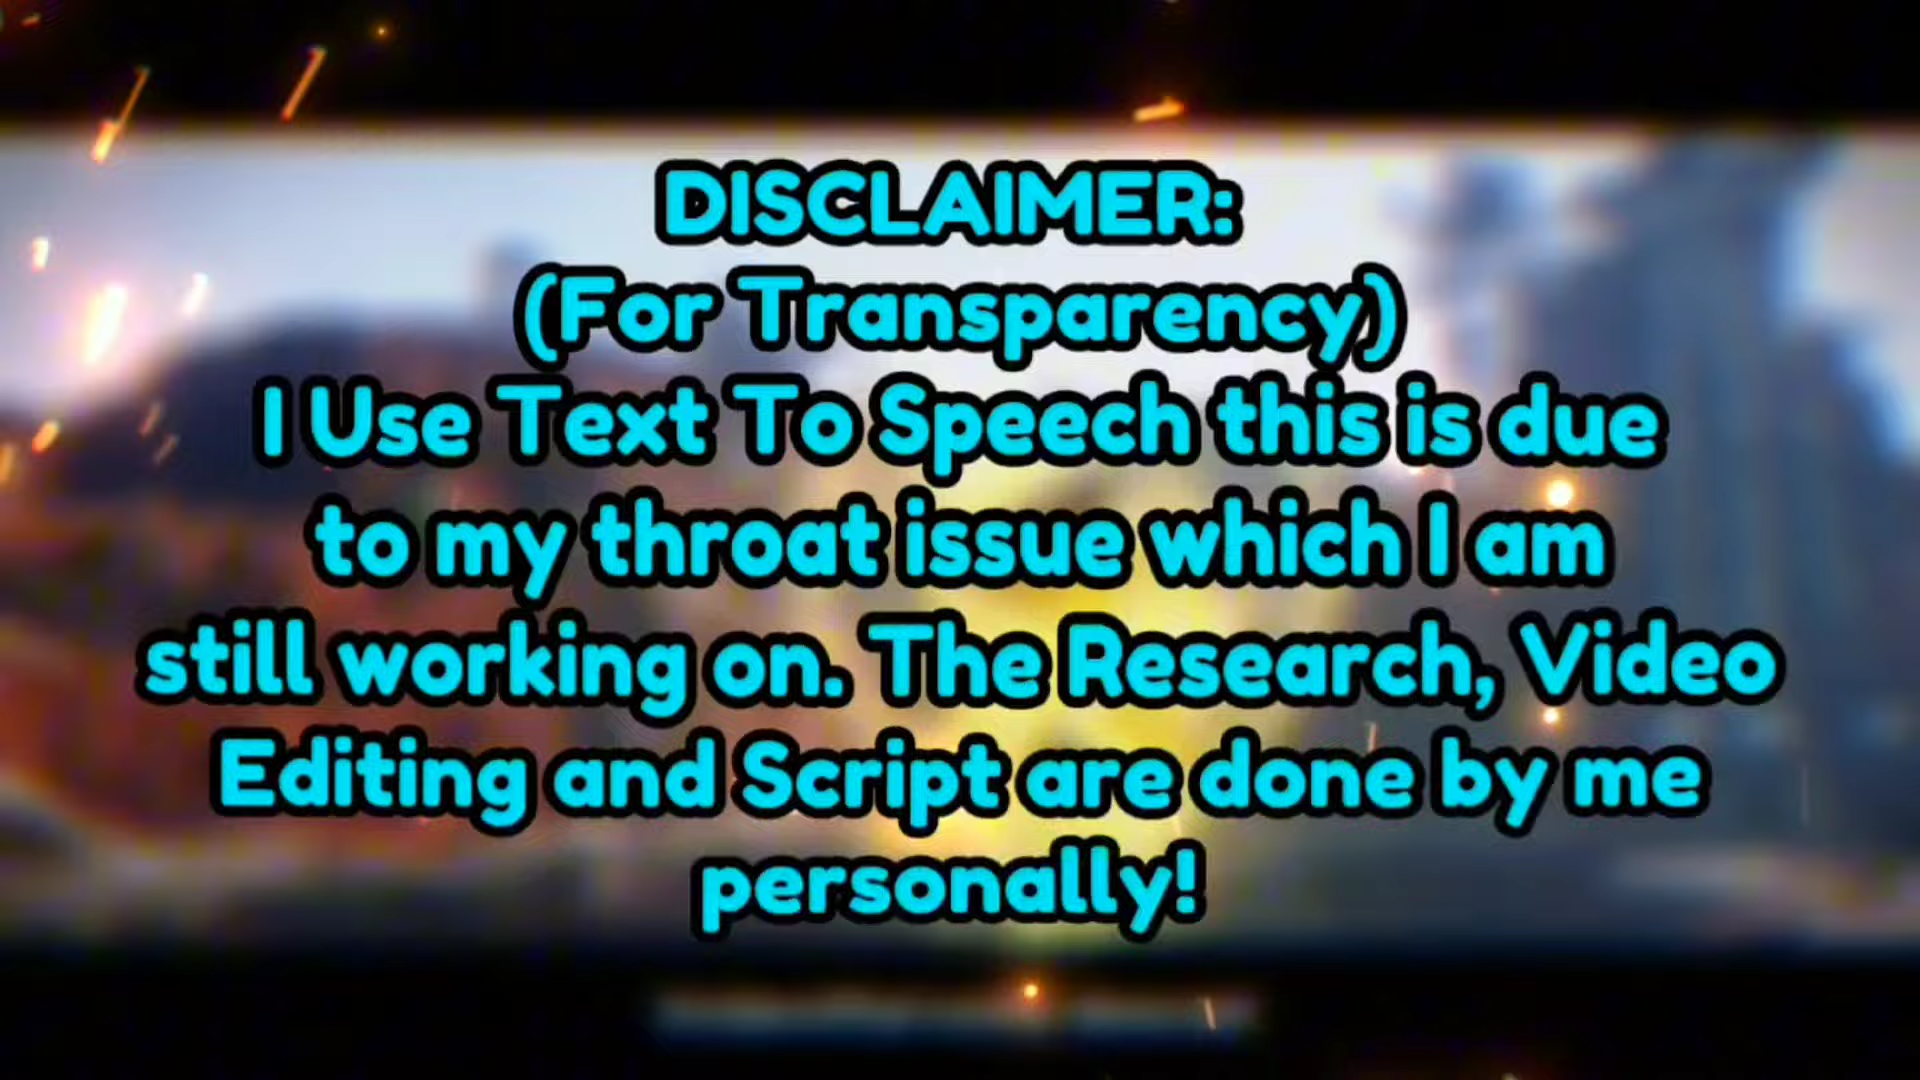 DISCLAIMER:
(For Transparency)
I Use Text To Speech this is due
to my throat issue which I am
still working on. The Research, Video
Editing and Script are done by me
personally!